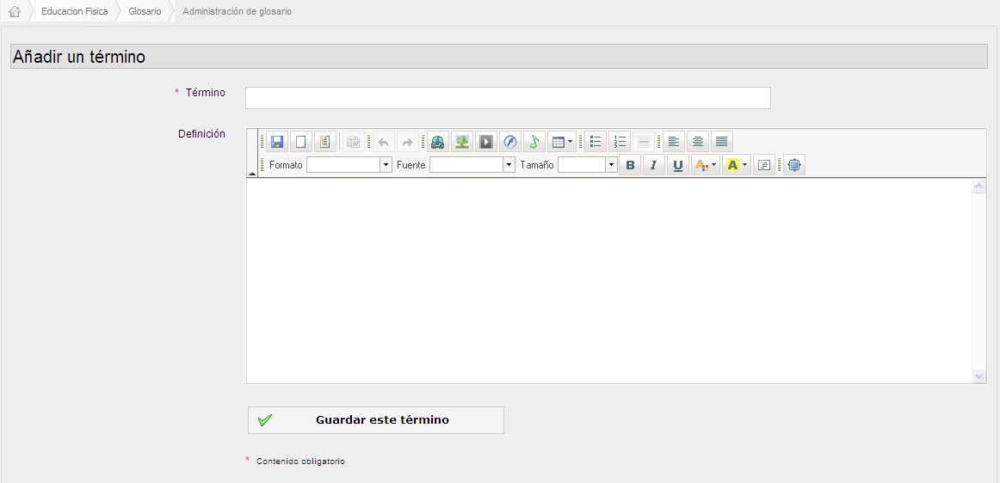 Educacion Fisica Glosario Administración de glosario
Añadir un término
* Término
Definición
Formato Fuente Tamaño B I U A A
Guardar este término
* Contenido obligatorio